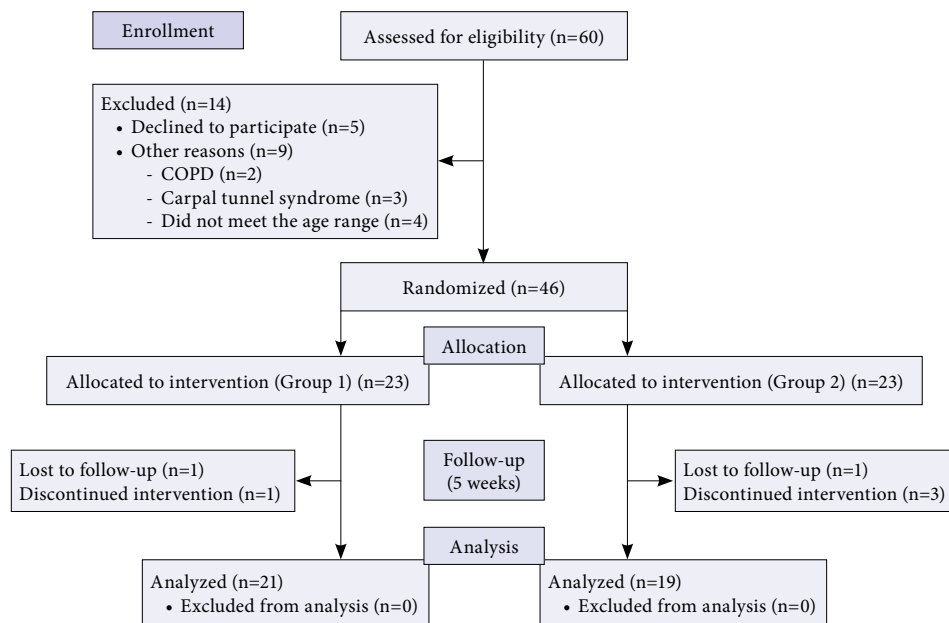 Enrollment
Assessed for eligibility (n=60)
Excluded (n=14)
• Declined to participate (n=5)
• Other reasons (n=9)
- COPD (n=2)
- Carpal tunnel syndrome (n=3)
- Did not meet the age range (n=4)
Randomized (n=46)
Allocation
Allocated to intervention (Group 1) (n=23)
Allocated to intervention (Group 2) (n=23)
Lost to follow-up (n=1)
Discontinued intervention (n=1)
Follow-up
(5 weeks)
Lost to follow-up (n=1)
Discontinued intervention (n=3)
Analysis
Analyzed (n=21)
• Excluded from analysis (n=0)
Analyzed (n=19)
• Excluded from analysis (n=0)